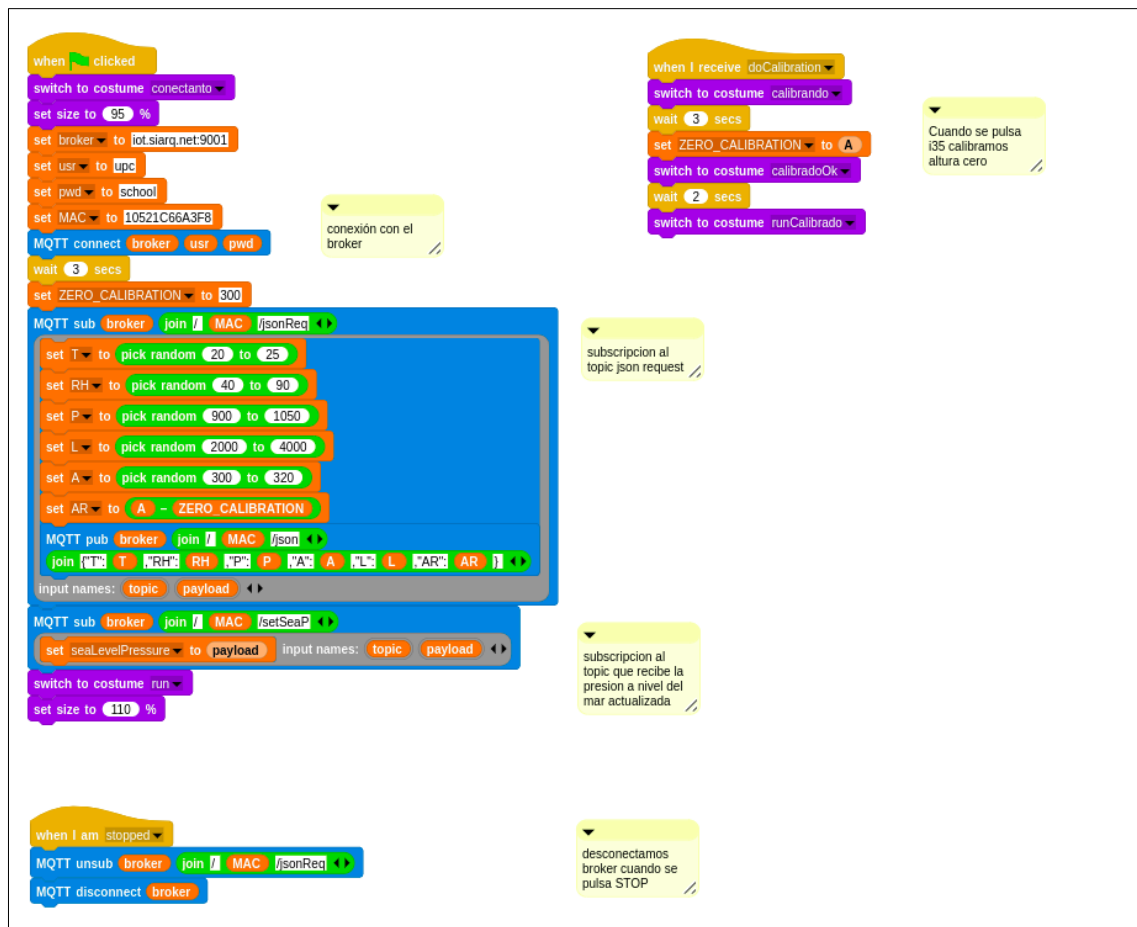 when clicked
switch to costume conectanto
set size to 95 %
set broker to iot.siarq.net:9001
set usr to upc
set pwd to school
set MAC to 10521C66A3F8
MQTT connect broker usr pwd
wait 3 secs
set ZERO_CALIBRATION to 300
MQTT sub broker join / MAC /jsonReq
set T to pick random 20 to 25
set RH to pick random 40 to 90
set P to pick random 900 to 1050
set L to pick random 2000 to 4000
set A to pick random 300 to 320
set AR to A - ZERO_CALIBRATION
MQTT pub broker join / MAC /json
join {"T": T ,"RH": RH ,"P": P ,"A": A ,"L": L ,"AR": AR }
input names: topic payload
MQTT sub broker join / MAC /setSeaP
set seaLevelPressure to payload input names: topic payload
switch to costume run
set size to 110 %
conexión con el
broker
subscripcion al
topic json request
subscripcion al
topic que recibe la
presion a nivel del
mar actualizada
when I receive doCalibration
switch to costume calibrando
wait 3 secs
set ZERO_CALIBRATION to A
switch to costume calibradoOk
wait 2 secs
switch to costume runCalibrado
Cuando se pulsa
i35 calibramos
altura cero
when I am stopped
MQTT unsub broker join / MAC /jsonReq
MQTT disconnect broker
desconectamos
broker cuando se
pulsa STOP